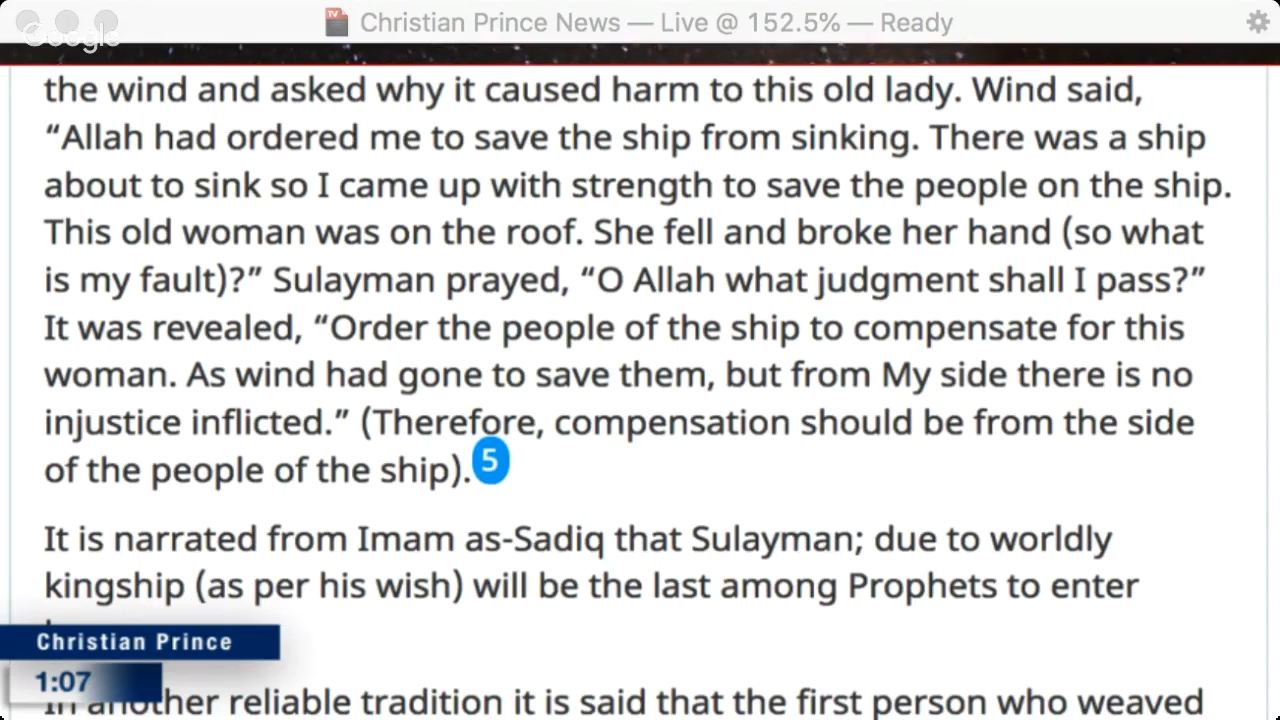 Christian Prince News — Live @ 152.5% — Ready
Google
the wind and asked why it caused harm to this old lady. Wind said,
“Allah had ordered me to save the ship from sinking. There was a ship
about to sink so I came up with strength to save the people on the ship.
This old woman was on the roof. She fell and broke her hand (so what
is my fault)?” Sulayman prayed, “O Allah what judgment shall I pass?”
It was revealed, “Order the people of the ship to compensate for this
woman. As wind had gone to save them, but from My side there is no
injustice inflicted.” (Therefore, compensation should be from the side
of the people of the ship). 5
It is narrated from Imam as-Sadiq that Sulayman; due to worldly
kingship (as per his wish) will be the last among Prophets to enter
Christian Prince
1:07
In another reliable tradition it is said that the first person who weaved